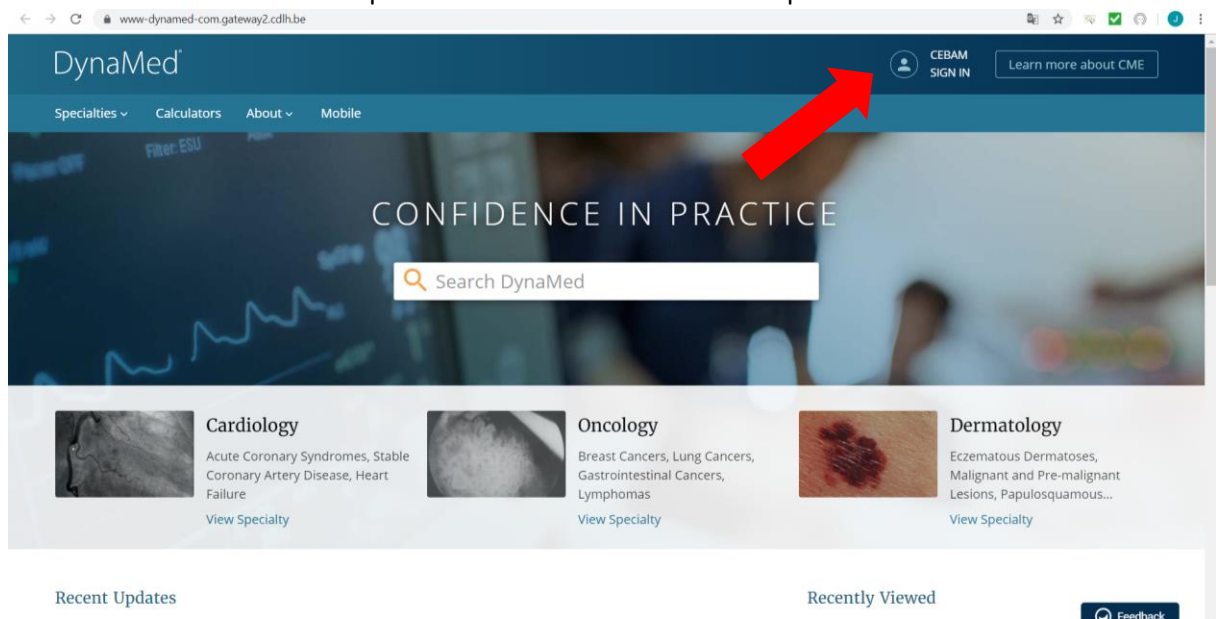 www-dynamed-com.gateway2.cdlh.be
J
DynaMed
CEBAM
SIGN IN
Learn more about CME
Specialties
Calculators
About
Mobile
Filter: ESU
CONFIDENCE IN PRACTICE
Search DynaMed
Cardiology
Acute Coronary Syndromes, Stable
Coronary Artery Disease, Heart
Failure
View Specialty
Oncology
Breast Cancers, Lung Cancers,
Gastrointestinal Cancers,
Lymphomas
View Specialty
Dermatology
Eczematous Dermatoses,
Malignant and Pre-malignant
Lesions, Papulosquamous...
View Specialty
Recent Updates
Recently Viewed
Feedback